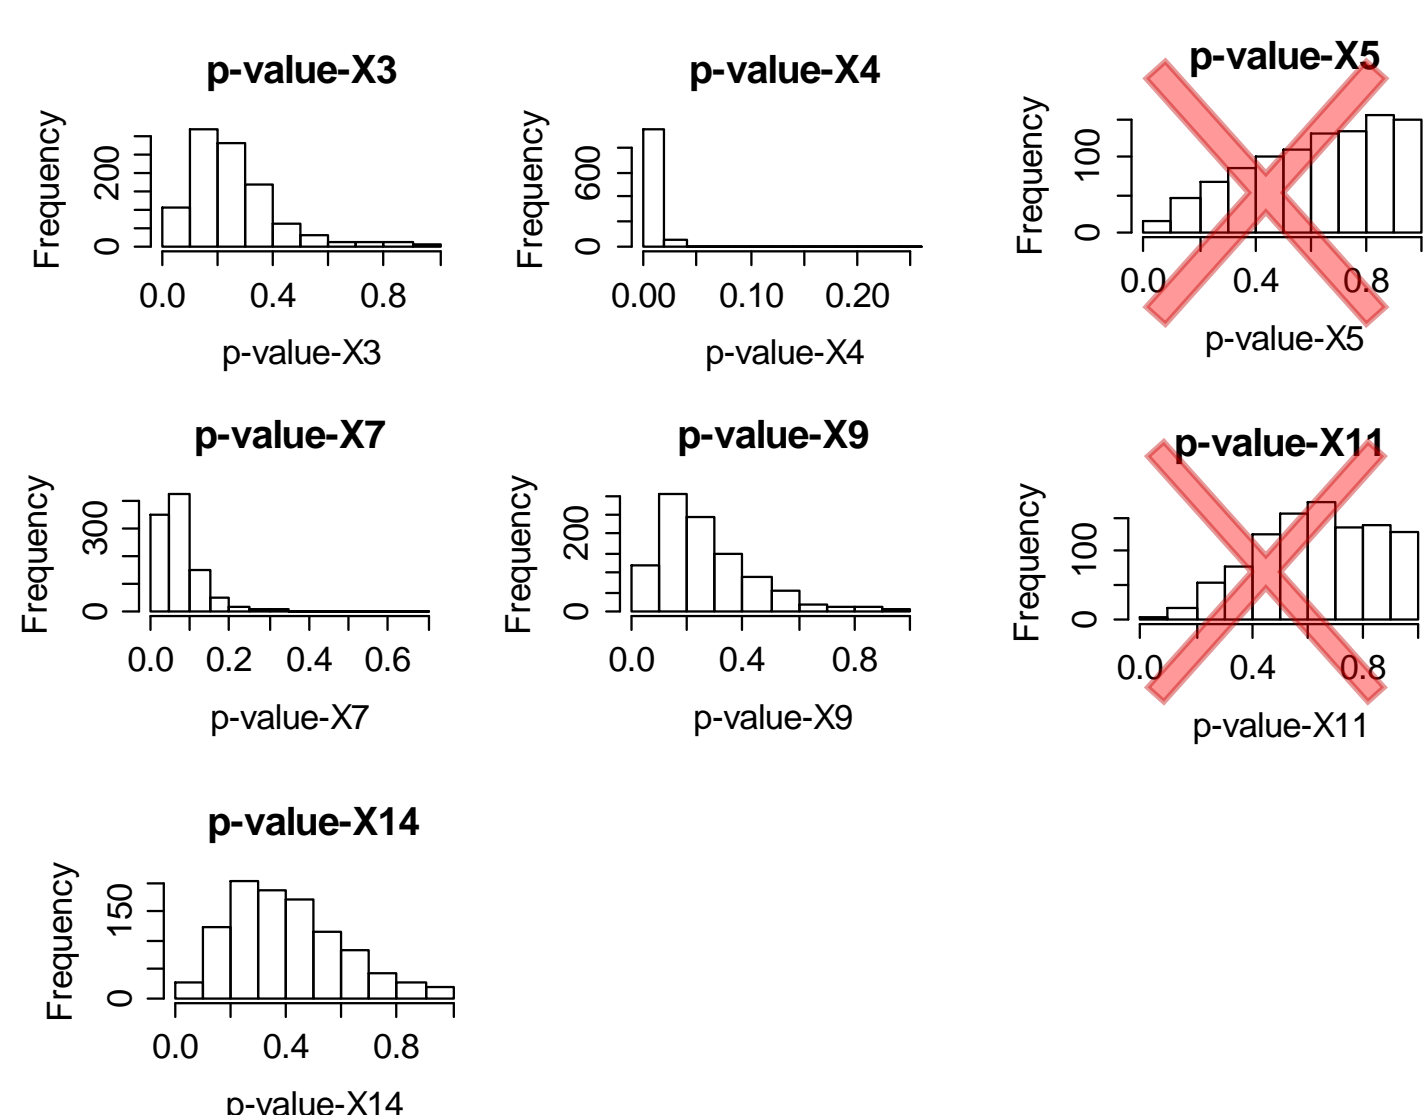 p-value-X3
Frequency
0 200
0.0 0.4 0.8
p-value-X3
p-value-X4
Frequency
0 600
0.00 0.10 0.20
p-value-X4
p-value-X5
Frequency
0 100
0.0 0.4 0.8
p-value-X5
p-value-X7
Frequency
0 300
0.0 0.2 0.4 0.6
p-value-X7
p-value-X9
Frequency
0 200
0.0 0.4 0.8
p-value-X9
p-value-X11
Frequency
0 100
0.0 0.4 0.8
p-value-X11
p-value-X14
Frequency
0 150
0.0 0.4 0.8
p-value-X14